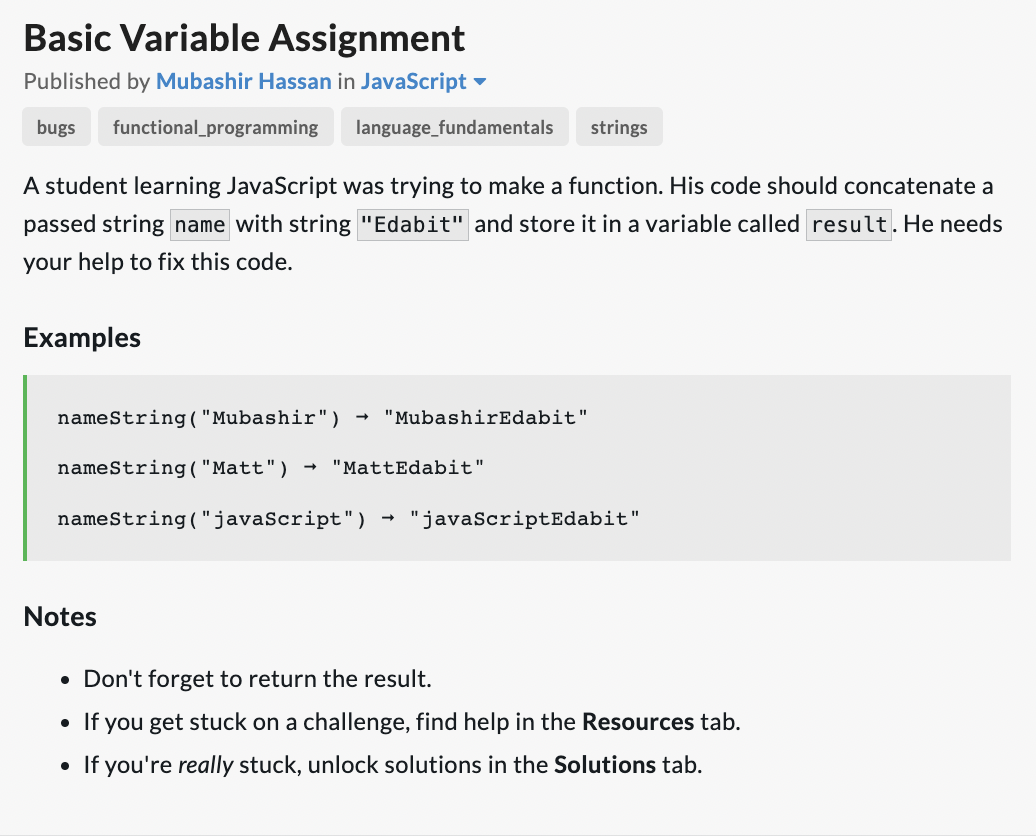 Basic Variable Assignment
Published by Mubashir Hassan in JavaScript
bugs functional_programming language_fundamentals strings
A student learning JavaScript was trying to make a function. His code should concatenate a
passed string name with string "Edabit" and store it in a variable called result. He needs
your help to fix this code.
Examples
nameString("Mubashir") ➞ "MubashirEdabit"
nameString("Matt") ➞ "MattEdabit"
nameString("javaScript") ➞ "javaScriptEdabit"
Notes
• Don't forget to return the result.
• If you get stuck on a challenge, find help in the Resources tab.
• If you're really stuck, unlock solutions in the Solutions tab.